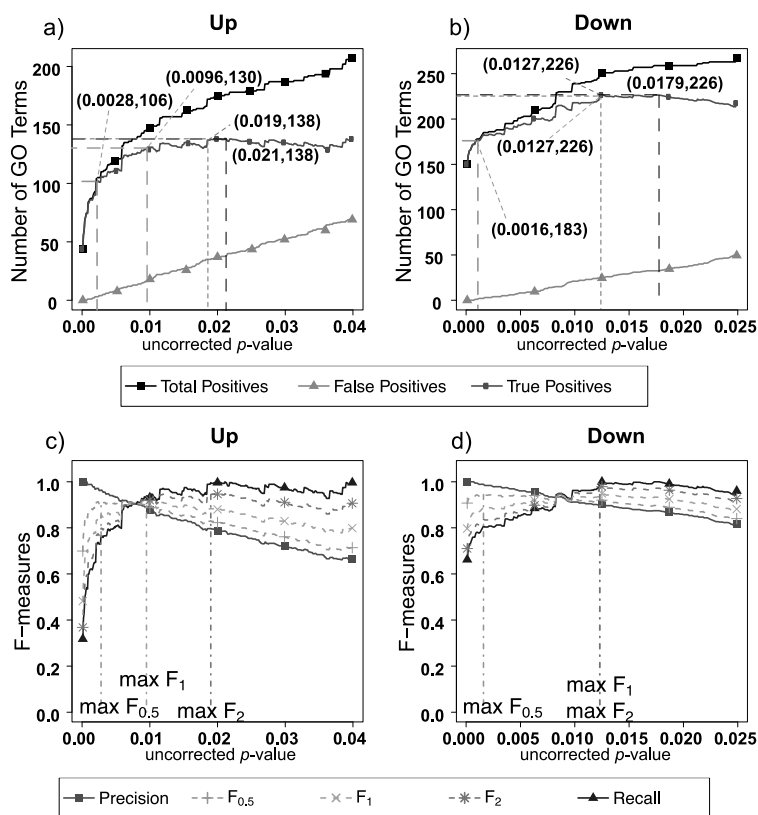 a) Up
Number of GO Terms
200
150
100
50
0
(0.0028,106)
(0.0096,130)
(0.019,138)
(0.021,138)
0.00 0.01 0.02 0.03 0.04
uncorrected p-value
b) Down
Number of GO Terms
250
200
150
100
50
0
(0.0127,226)
(0.0179,226)
(0.0127,226)
(0.0016,183)
0.000 0.005 0.010 0.015 0.020 0.025
uncorrected p-value
Total Positives False Positives True Positives
c) Up
F-measures
1.0
0.8
0.6
0.4
0.2
0.0
max F1
max F0.5
max F2
0.00 0.01 0.02 0.03 0.04
uncorrected p-value
d) Down
F-measures
1.0
0.8
0.6
0.4
0.2
0.0
max F1
max F0.5
max F2
0.000 0.005 0.010 0.015 0.020 0.025
uncorrected p-value
Precision F0.5 F1 F2 Recall